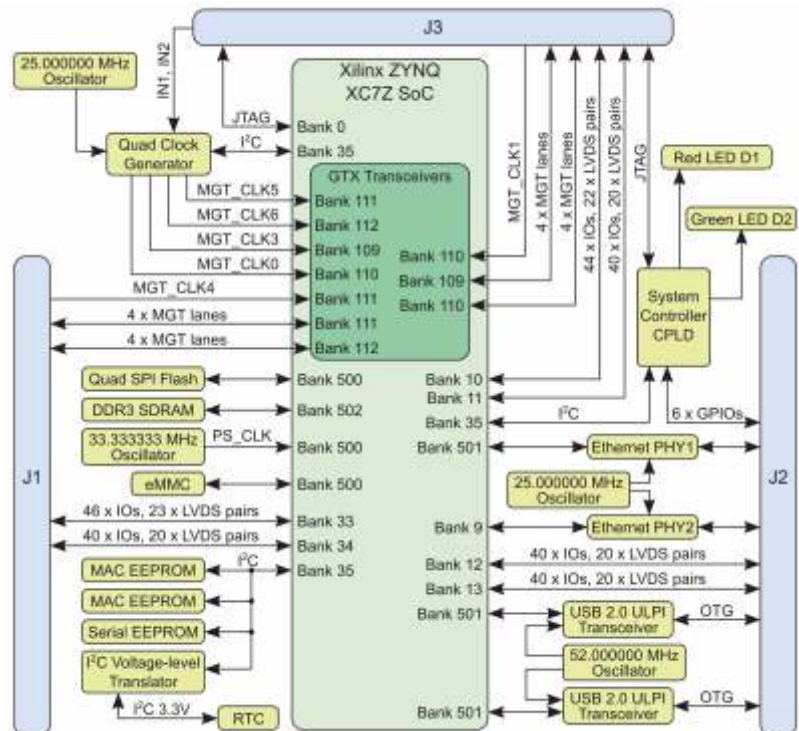 J3
25.000000 MHz
Oscillator
IN1, IN2
Xilinx ZYNQ
XC7Z SoC
JTAG
Bank 0
I²C
Bank 35
Quad Clock
Generator
GTX Transceivers
MGT_CLK5
Bank 111
MGT_CLK6
Bank 112
MGT_CLK3
Bank 109
MGT_CLK0
Bank 110
MGT_CLK4
Bank 111
4 x MGT lanes
Bank 111
4 x MGT lanes
Bank 112
Bank 110
Bank 109
Bank 110
MGT_CLK1
4 x MGT lanes
4 x MGT lanes
44 x IOs, 22 x LVDS pairs
40 x IOs, 20 x LVDS pairs
JTAG
Red LED D1
Green LED D2
System
Controller
CPLD
J1
J2
Quad SPI Flash
Bank 500
DDR3 SDRAM
Bank 502
33.333333 MHz
Oscillator
PS_CLK
Bank 500
eMMC
Bank 500
46 x IOs, 23 x LVDS pairs
Bank 33
40 x IOs, 20 x LVDS pairs
Bank 34
I²C
Bank 35
MAC EEPROM
MAC EEPROM
Serial EEPROM
I²C Voltage-level
Translator
I²C 3.3V
RTC
Bank 10
Bank 11
Bank 35
I²C
6 x GPIOs
Bank 501
Ethernet PHY1
25.000000 MHz
Oscillator
Bank 9
Ethernet PHY2
Bank 12
40 x IOs, 20 x LVDS pairs
Bank 13
40 x IOs, 20 x LVDS pairs
Bank 501
USB 2.0 ULPI
Transceiver
OTG
52.000000 MHz
Oscillator
Bank 501
USB 2.0 ULPI
Transceiver
OTG